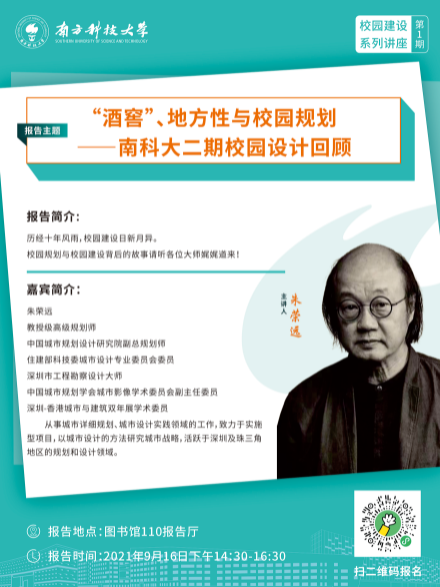 南方科技大学
SOUTHERN UNIVERSITY OF SCIENCE AND TECHNOLOGY
校园建设
系列讲座
第1期
报告主题
“酒窖”、地方性与校园规划
——南科大二期校园设计回顾
报告简介：
历经十年风雨，校园建设日新月异。
校园规划与校园建设背后的故事请听各位大师娓娓道来！
嘉宾简介：
朱荣远
教授级高级规划师
中国城市规划设计研究院副总规划师
住建部科技委城市设计专业委员会委员
深圳市工程勘察设计大师
中国城市规划学会城市影像学术委员会副主任委员
深圳-香港城市与建筑双年展学术委员
从事城市详细规划、城市设计实践领域的工作，致力于实施
型项目，以城市设计的方法研究城市战略，活跃于深圳及珠三角
地区的规划和设计领域。
主讲人
朱荣远
报告地点：图书馆110报告厅
报告时间：2021年9月16日下午14:30-16:30
扫二维码报名